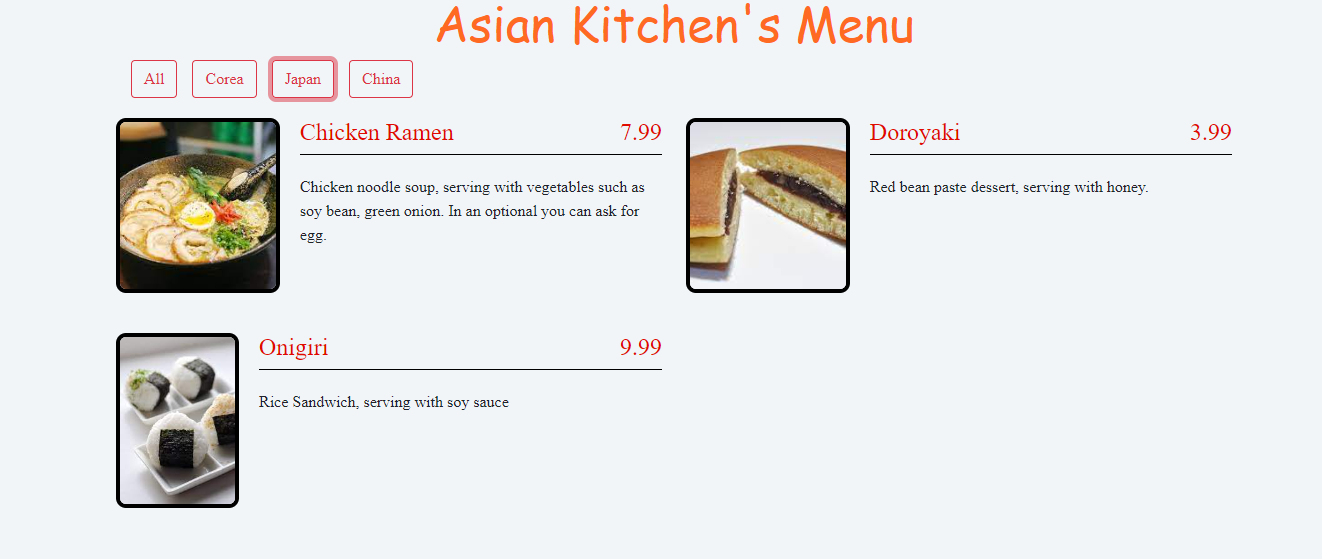 Asian Kitchen's Menu
All Corea Japan China
Chicken Ramen 7.99
Chicken noodle soup, serving with vegetables such as
soy bean, green onion. In an optional you can ask for
egg.
Doroyaki 3.99
Red bean paste dessert, serving with honey.
Onigiri 9.99
Rice Sandwich, serving with soy sauce